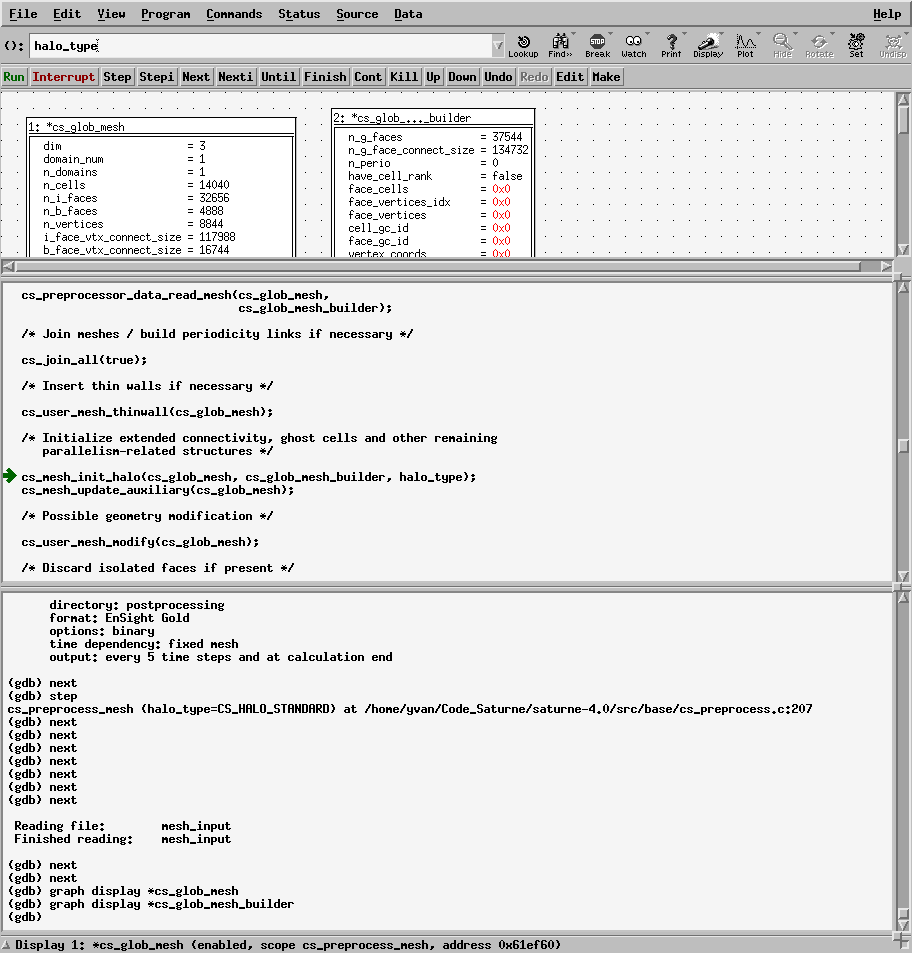 File Edit View Program Commands Status Source Data Help
(): halo_type
Lookup Find>> Break Watch Print Display Plot Hide Rotate Set Undisp
Run Interrupt Step Stepi Next Nexti Until Finish Cont Kill Up Down Undo Redo Edit Make
1: *cs_glob_mesh
dim = 3
domain_num = 1
n_domains = 1
n_cells = 14040
n_i_faces = 32656
n_b_faces = 4888
n_vertices = 8844
i_face_vtx_connect_size = 117988
b_face_vtx_connect_size = 16744
2: *cs_glob_..._builder
n_g_faces = 37544
n_g_face_connect_size = 134732
n_perio = 0
have_cell_rank = false
face_cells = 0x0
face_vertices_idx = 0x0
face_vertices = 0x0
cell_gc_id = 0x0
face_gc_id = 0x0
vertex_coords = 0x0
cs_preprocessor_data_read_mesh(cs_glob_mesh,
cs_glob_mesh_builder);
/* Join meshes / build periodicity links if necessary */
cs_join_all(true);
/* Insert thin walls if necessary */
cs_user_mesh_thinwall(cs_glob_mesh);
/* Initialize extended connectivity, ghost cells and other remaining
parallelism-related structures */
cs_mesh_init_halo(cs_glob_mesh, cs_glob_mesh_builder, halo_type);
cs_mesh_update_auxiliary(cs_glob_mesh);
/* Possible geometry modification */
cs_user_mesh_modify(cs_glob_mesh);
/* Discard isolated faces if present */
directory: postprocessing
format: EnSight Gold
options: binary
time dependency: fixed mesh
output: every 5 time steps and at calculation end
(gdb) next
(gdb) step
cs_preprocess_mesh (halo_type=CS_HALO_STANDARD) at /home/yvan/Code_Saturne/saturne-4.0/src/base/cs_preprocess.c:207
(gdb) next
(gdb) next
(gdb) next
(gdb) next
(gdb) next
(gdb) next
(gdb) next
Reading file: mesh_input
Finished reading: mesh_input
(gdb) next
(gdb) next
(gdb) graph display *cs_glob_mesh
(gdb) graph display *cs_glob_mesh_builder
(gdb)
Display 1: *cs_glob_mesh (enabled, scope cs_preprocess_mesh, address 0x61ef60)